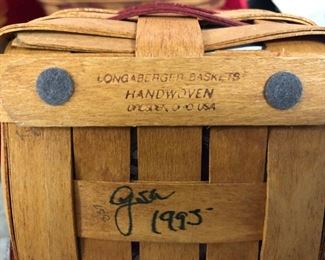 LONGABERGER BASKETS®
HANDWOVEN
DRESDEN, OHIO USA
1995